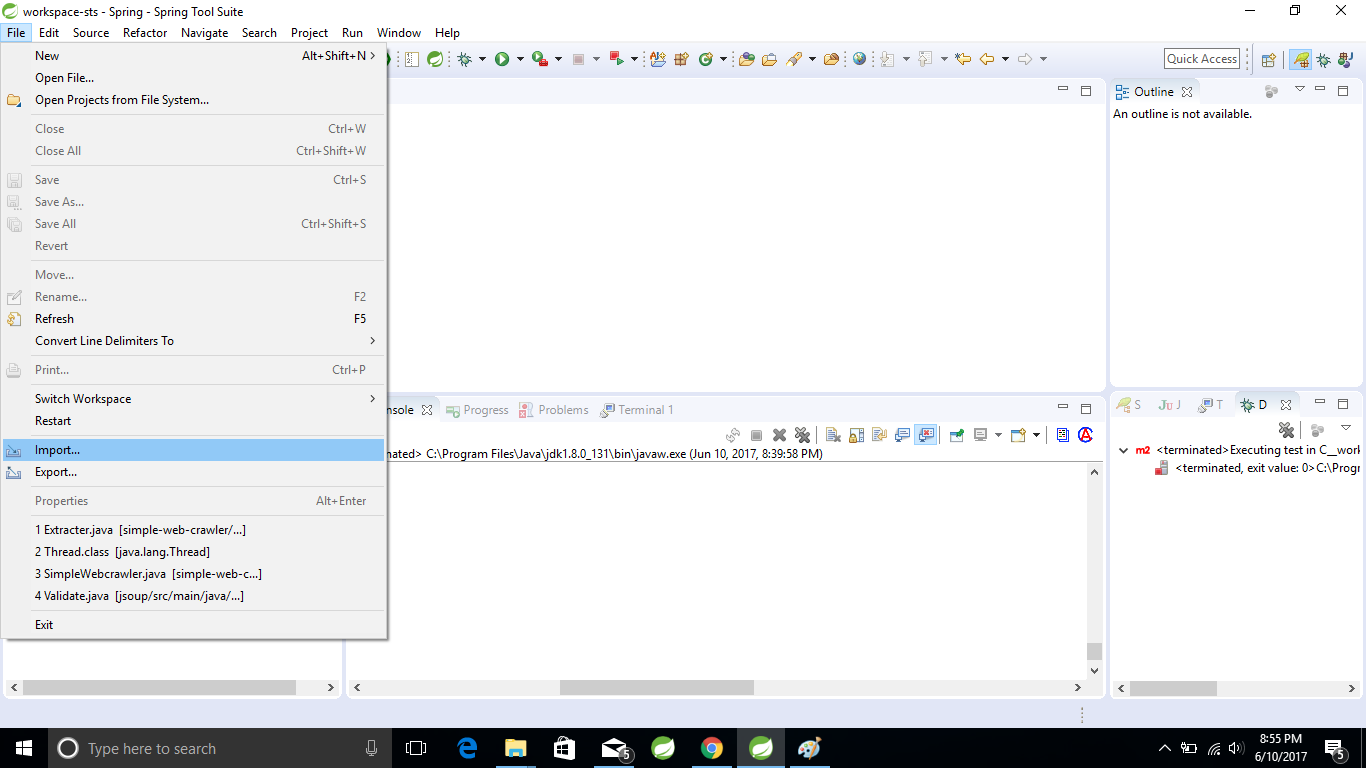 workspace-sts - Spring - Spring Tool Suite
File Edit Source Refactor Navigate Search Project Run Window Help
New Alt+Shift+N
Open File...
Open Projects from File System...
Close Ctrl+W
Close All Ctrl+Shift+W
Save Ctrl+S
Save As...
Save All Ctrl+Shift+S
Revert
Move...
Rename... F2
Refresh F5
Convert Line Delimiters To
Print... Ctrl+P
Switch Workspace
Restart
Import...
Export...
Properties Alt+Enter
1 Extracter.java [simple-web-crawler/...]
2 Thread.class [java.lang.Thread]
3 SimpleWebcrawler.java [simple-web-c...]
4 Validate.java [jsoup/src/main/java/...]
Exit
Quick Access
Outline
An outline is not available.
nsole Progress Problems Terminal 1
nated> C:\Program Files\Java\jdk1.8.0_131\bin\javaw.exe (Jun 10, 2017, 8:39:58 PM)
S Ju J T D
m2 <terminated>Executing test in C__work
<terminated, exit value: 0>C:\Progr
Type here to search
5
8:55 PM
6/10/2017
5